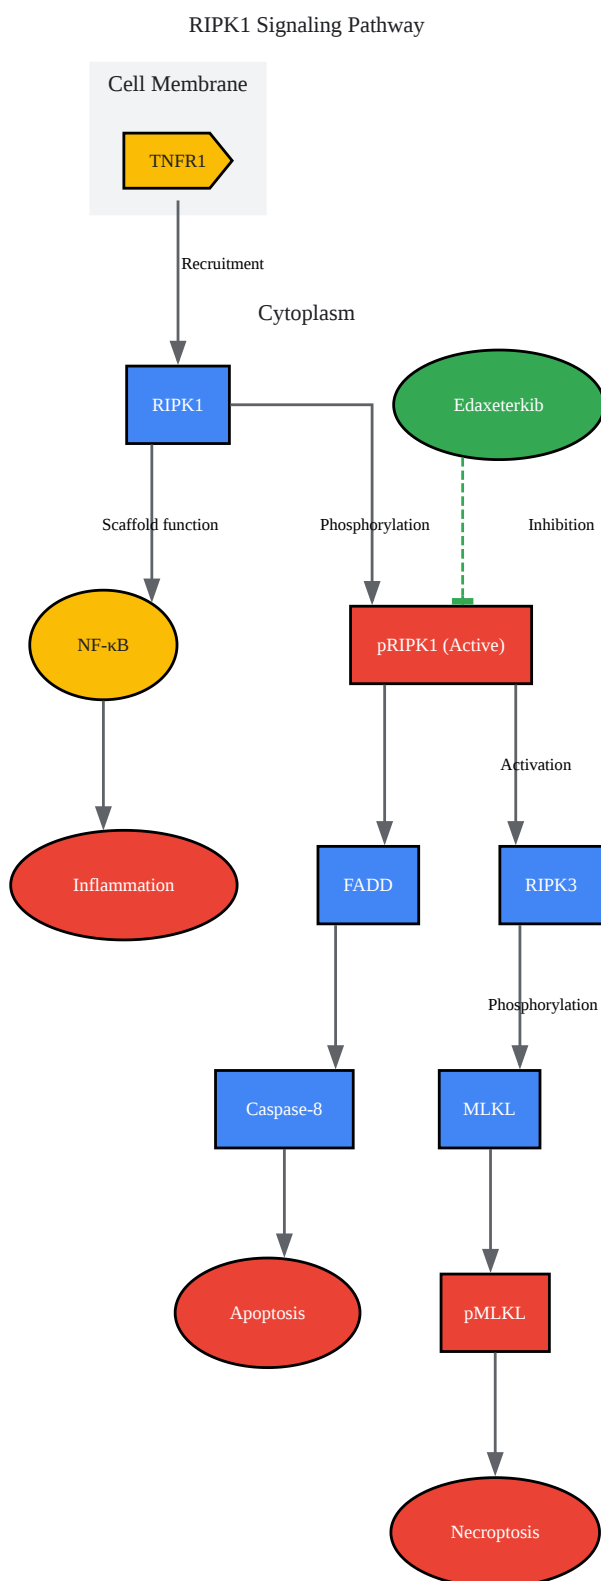 RIPK1 Signaling Pathway
Cell Membrane
TNFR1
Recruitment
Cytoplasm
RIPK1
Edaxeterkib
Scaffold function
Phosphorylation
Inhibition
NF-κB
pRIPK1 (Active)
Activation
Inflammation
FADD
RIPK3
Phosphorylation
Caspase-8
MLKL
Apoptosis
pMLKL
Necroptosis